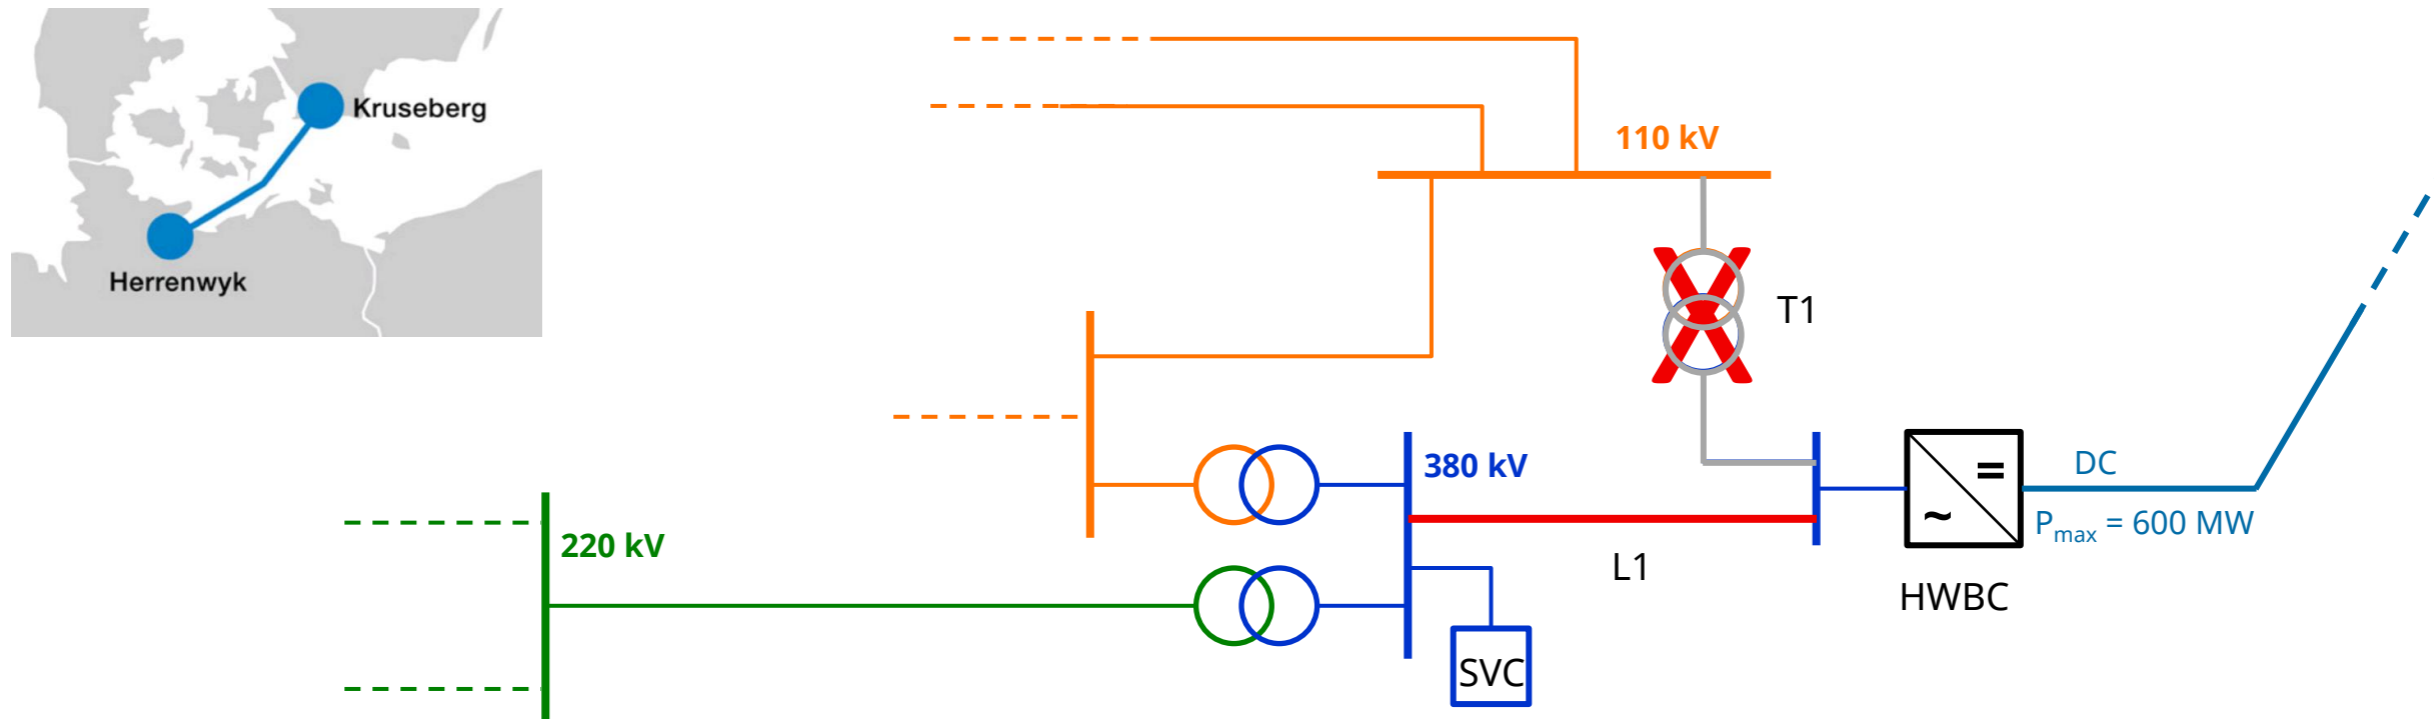 Kruseberg
Herrenwyk
110 kV
T1
380 kV
220 kV
L1
SVC
=
~
HWBC
DC
Pmax = 600 MW